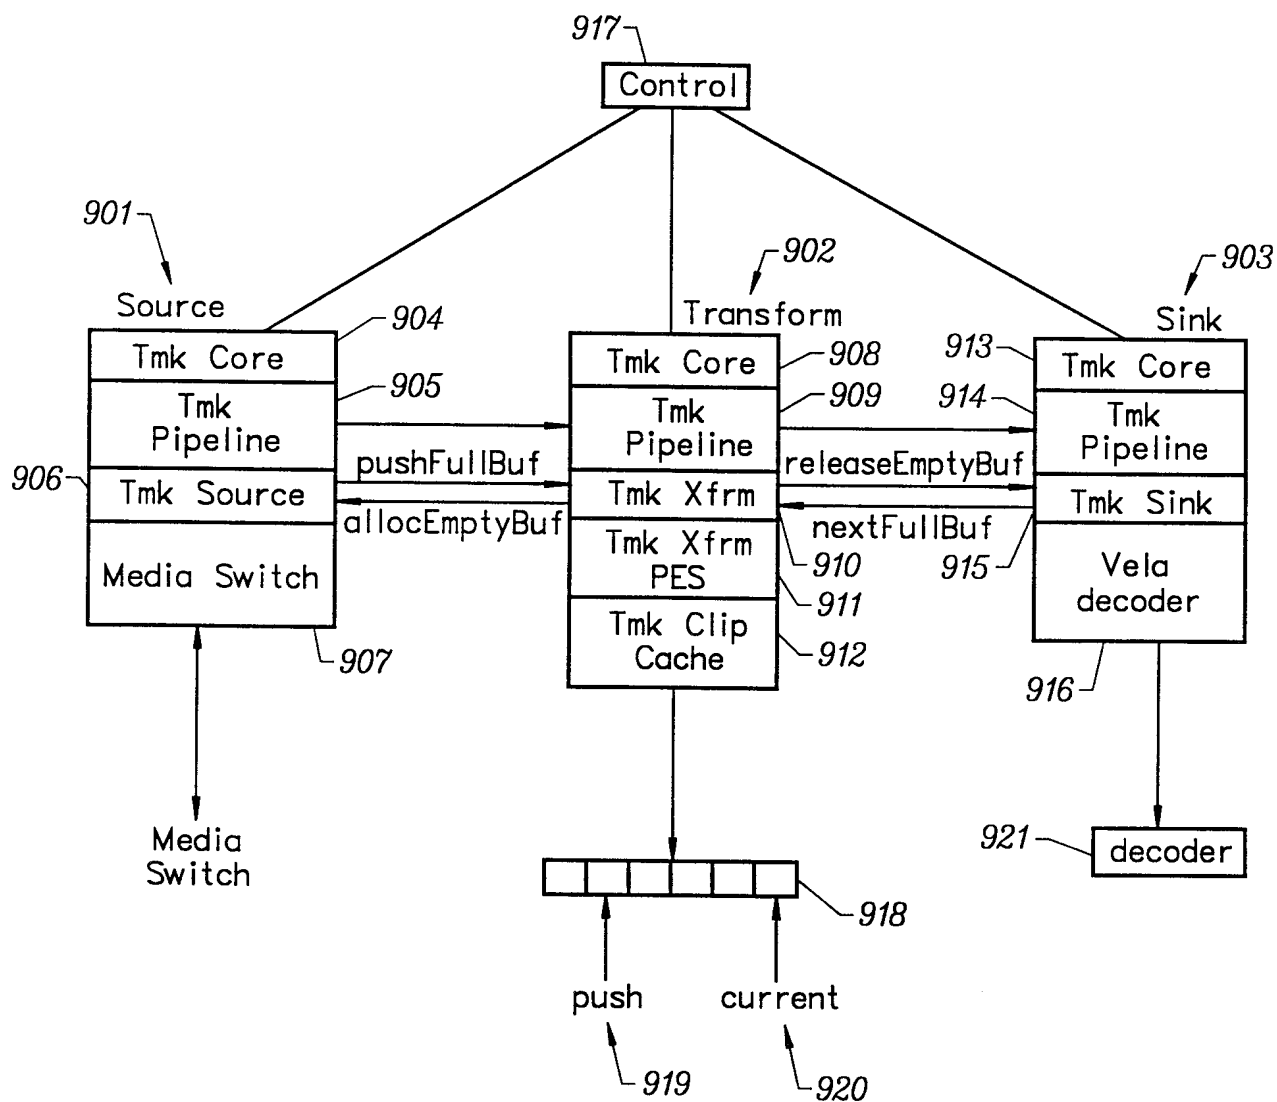 917
Control
901
902
903
Source
904
Transform
Sink
Tmk Core
Tmk Core
908
913
Tmk Core
905
Tmk
Pipeline
Tmk
Pipeline
909
914
Tmk
Pipeline
906
pushFullBuf
releaseEmptyBuf
Tmk Source
Tmk Xfrm
Tmk Sink
allocEmptyBuf
nextFullBuf
Media Switch
Tmk Xfrm
PES
910
915
Vela
decoder
911
907
Tmk Clip
Cache
912
916
Media
Switch
921
decoder
918
push
current
919
920